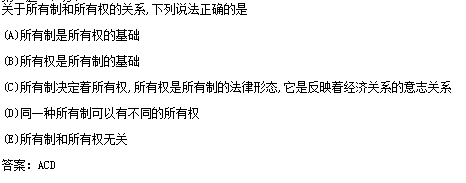 关于所有制和所有权的关系,下列说法正确的是
(A)所有制是所有权的基础
(B)所有权是所有制的基础
(C)所有制决定着所有权,所有权是所有制的法律形态,它是反映着经济关系的意志关系
(D)同一种所有制可以有不同的所有权
(E)所有制和所有权无关
答案: ACD